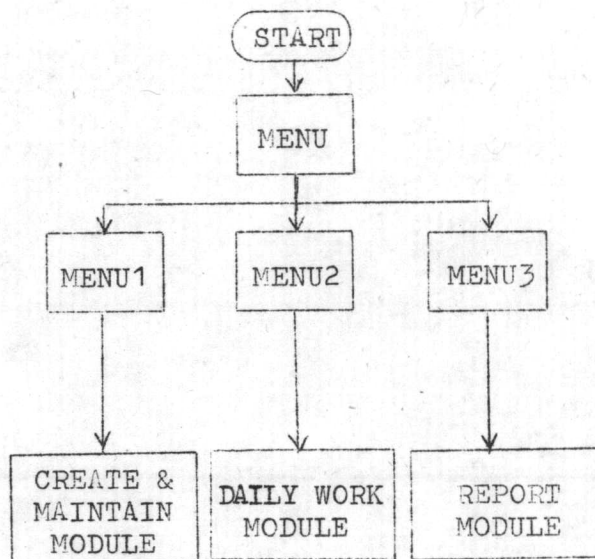 START
MENU
MENU1
MENU2
MENU3
CREATE &
MAINTAIN
MODULE
DAILY WORK
MODULE
REPORT
MODULE